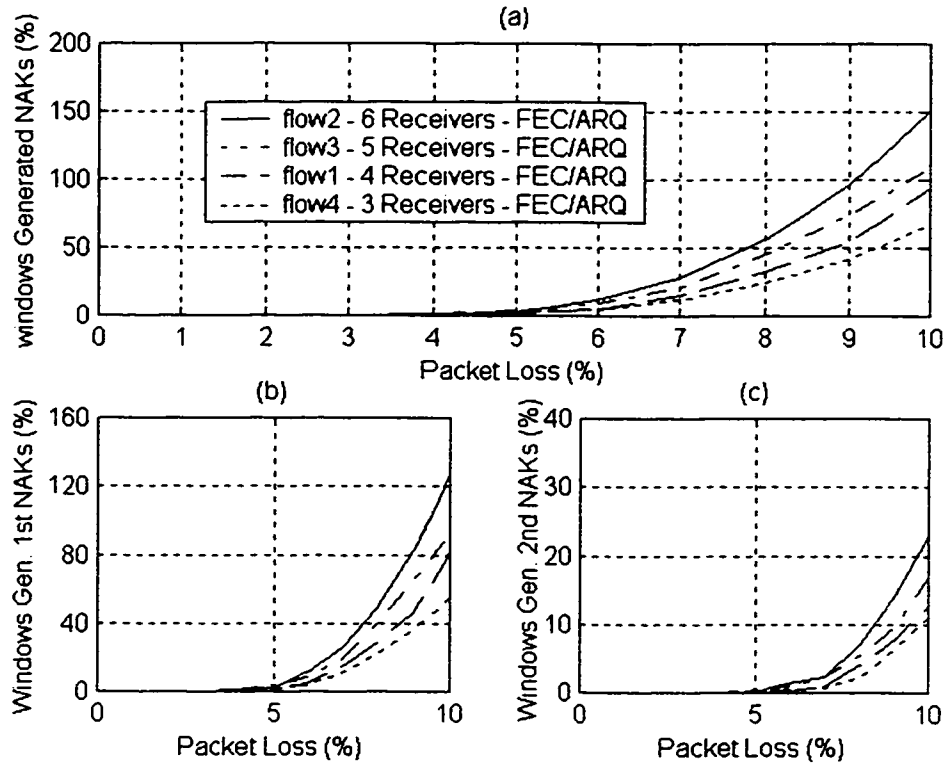 (a)
windows Generated NAKs (%)
200
150
100
50
0
flow2 - 6 Receivers - FEC/ARQ
flow3 - 5 Receivers - FEC/ARQ
flow1 - 4 Receivers - FEC/ARQ
flow4 - 3 Receivers - FEC/ARQ
0 1 2 3 4 5 6 7 8 9 10
Packet Loss (%)
(b)
Windows Gen. 1st NAKs (%)
160
120
80
40
0
0 5 10
Packet Loss (%)
(c)
Windows Gen. 2nd NAKs (%)
40
30
20
10
0
0 5 10
Packet Loss (%)